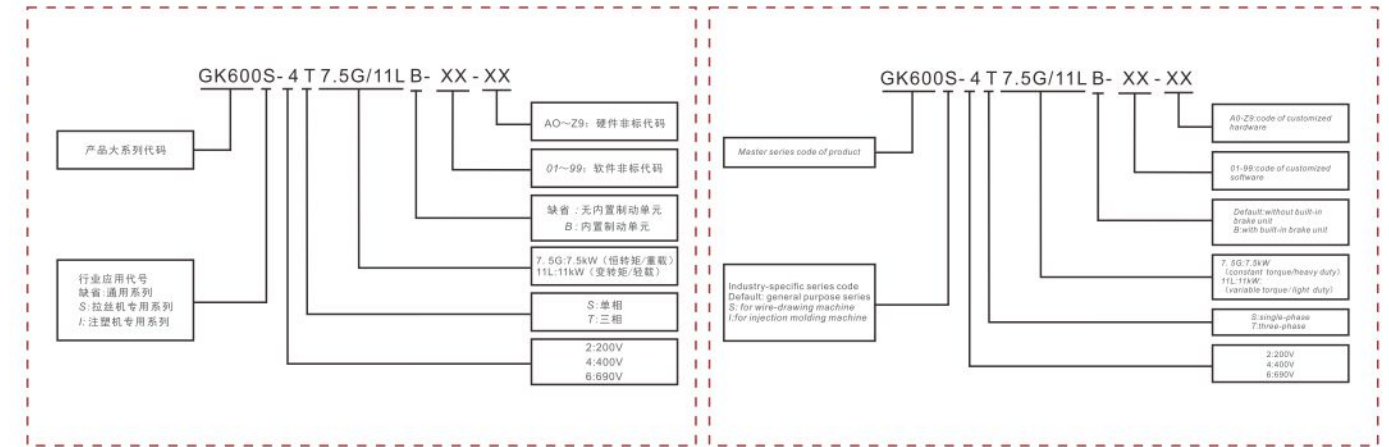 GK600S-4T7.5G/11LB-XX-XX
AO～Z9：硬件非标代码
产品大系列代码
01～99：软件非标代码
缺省：无内置制动单元
B：内置制动单元
7.5G:7.5kW（恒转矩/重载）
11L:11kW（变转矩/轻载）
行业应用代号
缺省:通用系列
S:拉丝机专用系列
I:注塑机专用系列
S:单相
T:三相
2:200V
4:400V
6:690V
GK600S-4T7.5G/11LB-XX-XX
A0-Z9:code of customized
hardware
Master series code of product
01-99:code of customized
software
Default:without built-in
brake unit
B:with built-in brake unit
7.5G:7.5kW
（constant torque/heavy duty）
11L:11kW:
（variable torque/light duty）
Industry-specific series code
Default: general purpose series
S: for wire-drawing machine
I:for injection molding machine
S:single-phase
T:three-phase
2:200V
4:400V
6:690V